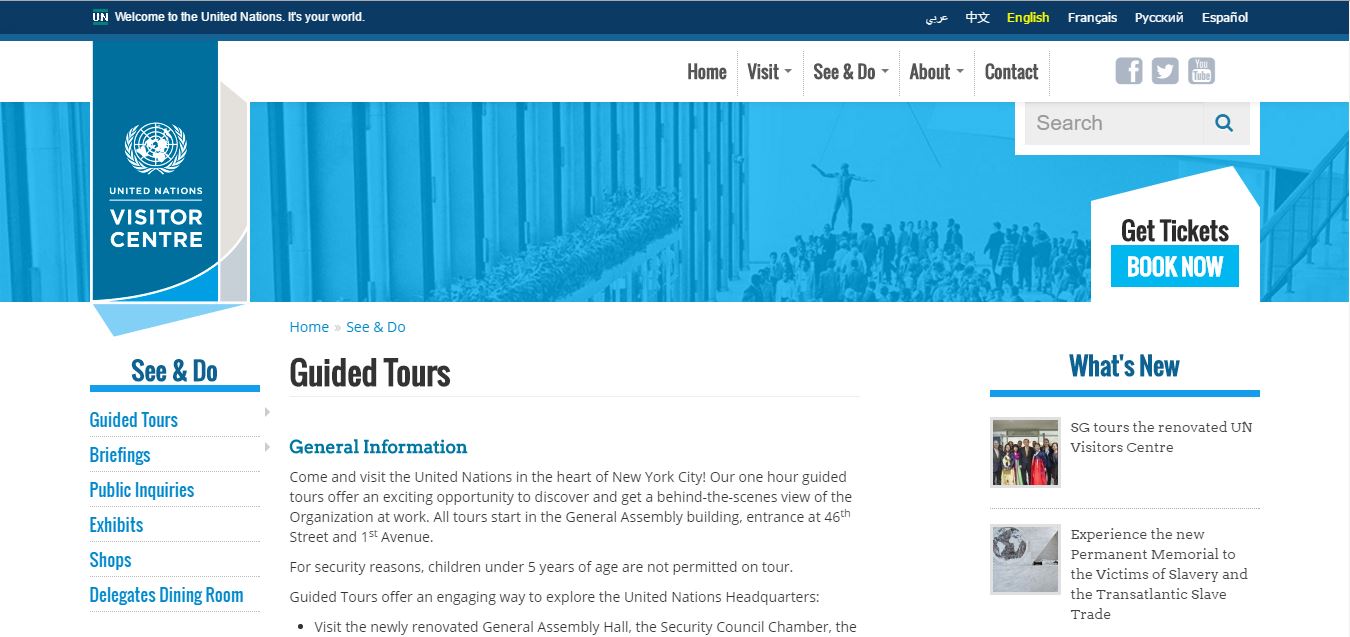 UN Welcome to the United Nations. It's your world.
عربي 中文 English Français Русский Español
Home Visit See & Do About Contact
You Tube
Search
UNITED NATIONS
VISITOR
CENTRE
Get Tickets
BOOK NOW
Home » See & Do
See & Do
Guided Tours
Briefings
Public Inquiries
Exhibits
Shops
Delegates Dining Room
Guided Tours
General Information
Come and visit the United Nations in the heart of New York City! Our one hour guided
tours offer an exciting opportunity to discover and get a behind-the-scenes view of the
Organization at work. All tours start in the General Assembly building, entrance at 46th
Street and 1st Avenue.
For security reasons, children under 5 years of age are not permitted on tour.
Guided Tours offer an engaging way to explore the United Nations Headquarters:
• Visit the newly renovated General Assembly Hall, the Security Council Chamber, the
What's New
SG tours the renovated UN
Visitors Centre
Experience the new
Permanent Memorial to
the Victims of Slavery and
the Transatlantic Slave
Trade